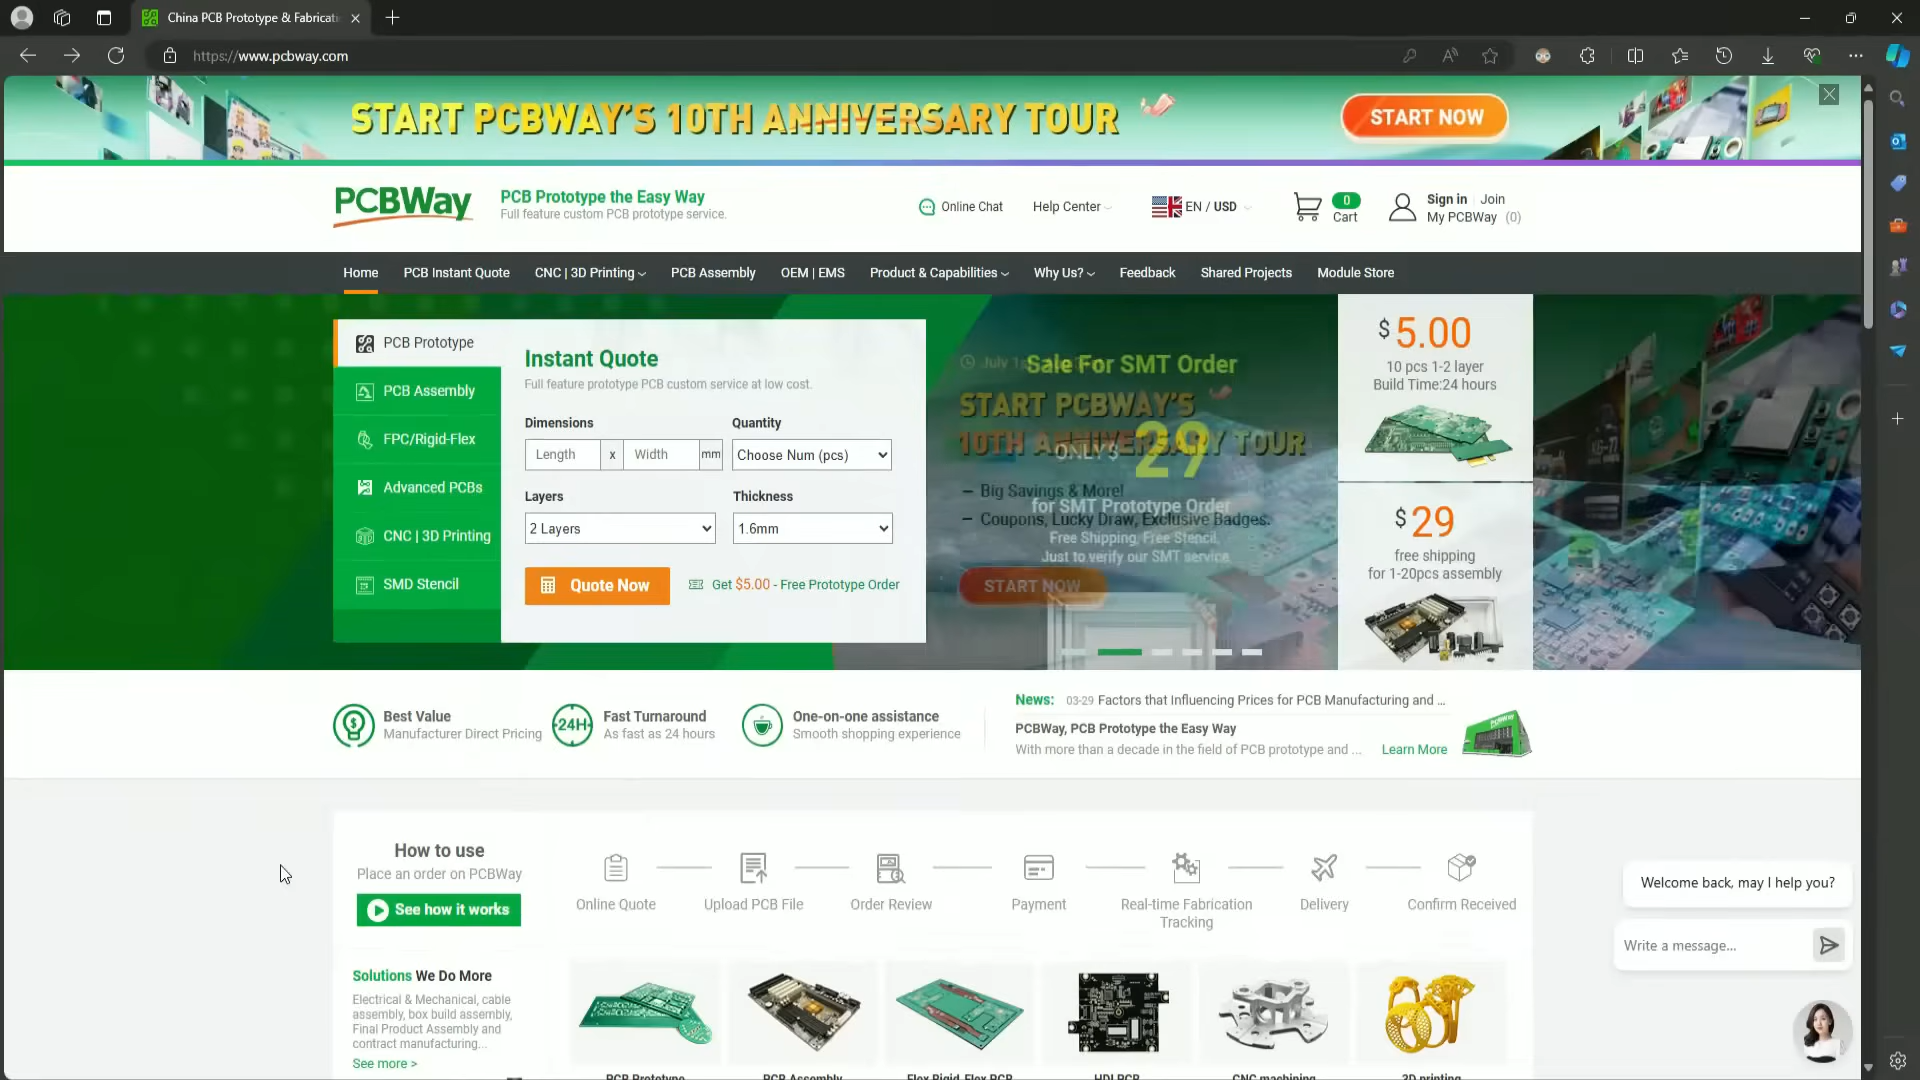 China PCB Prototype & Fabricati
https://www.pcbway.com
START PCBWAY'S 10TH ANNIVERSARY TOUR
START NOW
PCBWay
PCB Prototype the Easy Way
Full feature custom PCB prototype service.
Online Chat
Help Center
EN / USD
0
Cart
Sign in
Join
My PCBWay (0)
Home
PCB Instant Quote
CNC | 3D Printing
PCB Assembly
OEM | EMS
Product & Capabilities
Why Us?
Feedback
Shared Projects
Module Store
PCB Prototype
PCB Assembly
FPC/Rigid-Flex
Advanced PCBs
CNC | 3D Printing
SMD Stencil
Instant Quote
Full feature prototype PCB custom service at low cost.
Dimensions
Quantity
Length x Width mm
Choose Num (pcs)
Layers
Thickness
2 Layers
1.6mm
Quote Now
Get $5.00 - Free Prototype Order
Sale For SMT Order
START PCBWAY'S
10TH ANNIVERSARY TOUR
ONLY $ 29
– Big Savings & More!
for SMT Prototype Order
– Coupons, Lucky Draw, Exclusive Badges.
Free Shipping, Free Stencil,
Just to verify our SMT service
START NOW
$ 5.00
10 pcs 1-2 layer
Build Time:24 hours
$ 29
free shipping
for 1-20pcs assembly
Best Value
Manufacturer Direct Pricing
24H
Fast Turnaround
As fast as 24 hours
One-on-one assistance
Smooth shopping experience
News: 03-29 Factors that Influencing Prices for PCB Manufacturing and ...
PCBWay, PCB Prototype the Easy Way
With more than a decade in the field of PCB prototype and ... Learn More
How to use
Place an order on PCBWay
See how it works
Online Quote
Upload PCB File
Order Review
Payment
Real-time Fabrication
Tracking
Delivery
Confirm Received
Solutions We Do More
Electrical & Mechanical, cable
assembly, box build assembly,
Final Product Assembly and
contract manufacturing...
See more >
PCB Prototype
PCB Assembly
Flex Rigid-Flex PCB
HDI PCB
CNC machining
3D printing
Welcome back, may I help you?
Write a message...